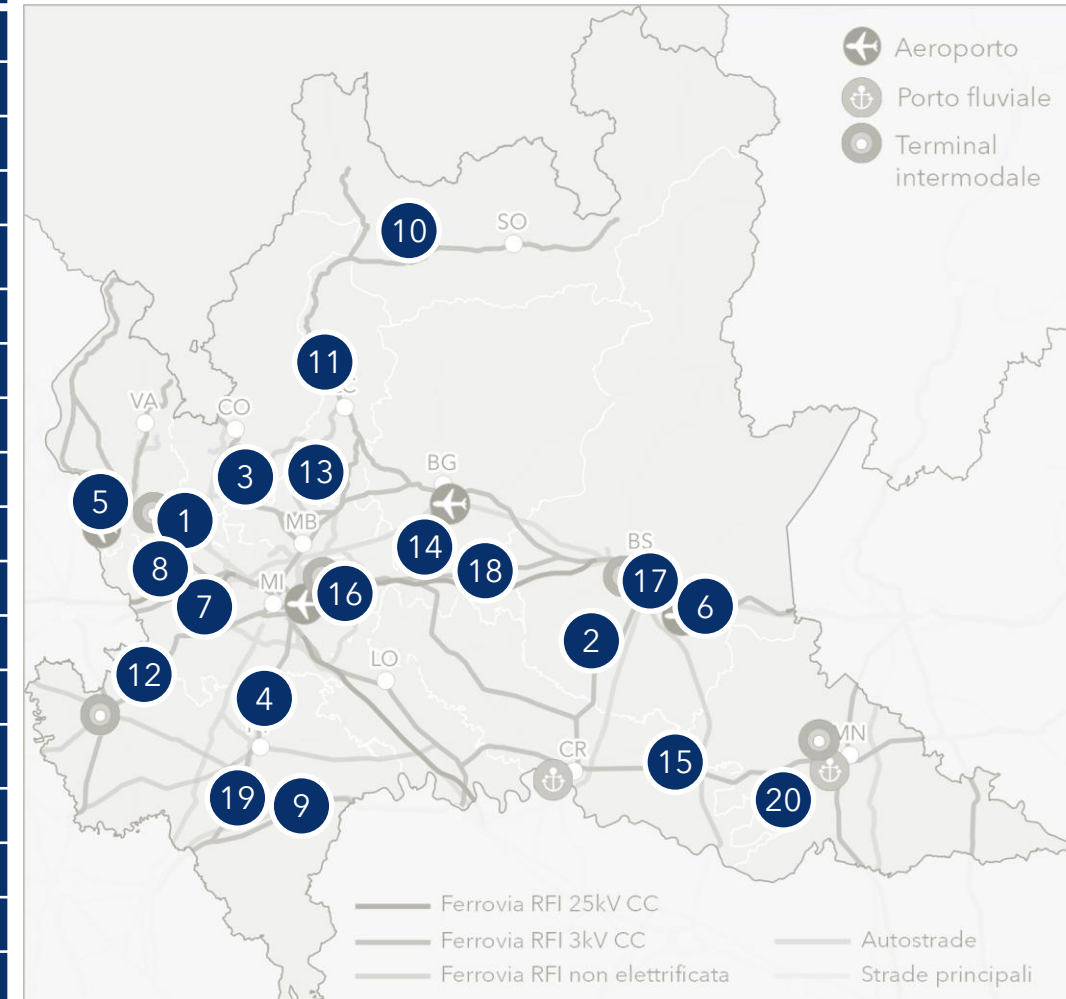 Aeroporto
Porto fluviale
Terminal
intermodale
10
SO
11
VA
CO
3
13
BG
5
1
MB
14
BS
8
18
17
MI
16
6
7
2
12
LO
4
MN
CR
15
19
9
20
Ferrovia RFI 25kV CC
Ferrovia RFI 3kV CC
Autostrade
Ferrovia RFI non elettrificata
Strade principali